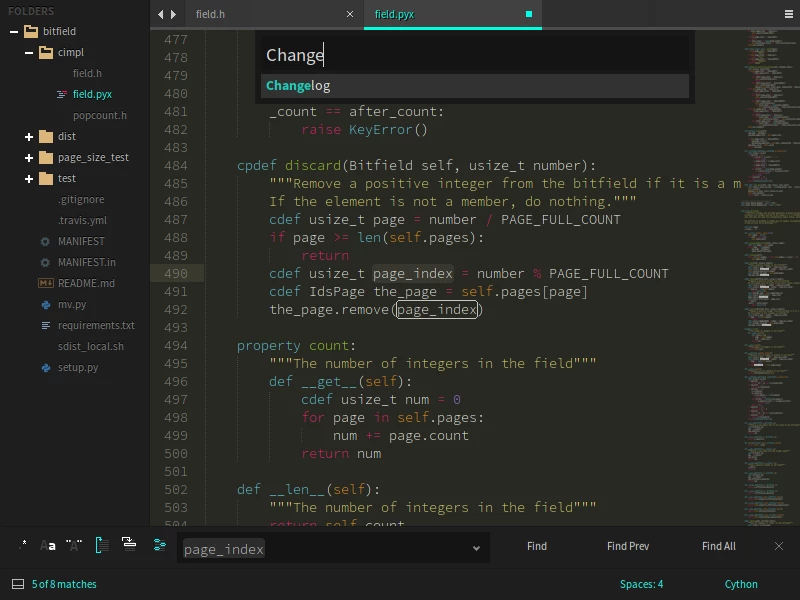 FOLDERS
bitfield
cimpl
field.h
field.pyx
popcount.h
dist
page_size_test
test
.gitignore
.travis.yml
MANIFEST
MANIFEST.in
README.md
mv.py
requirements.txt
sdist_local.sh
setup.py
field.h
field.pyx
Change
Changelog
477
478
479
480
481 _count == after_count:
482 raise KeyError()
483
484 cpdef discard(Bitfield self, usize_t number):
485 """Remove a positive integer from the bitfield if it is a m
486 If the element is not a member, do nothing."""
487 cdef usize_t page = number / PAGE_FULL_COUNT
488 if page >= len(self.pages):
489 return
490 cdef usize_t page_index = number % PAGE_FULL_COUNT
491 cdef IdsPage the_page = self.pages[page]
492 the_page.remove(page_index)
493
494 property count:
495 """The number of integers in the field"""
496 def __get__(self):
497 cdef usize_t num = 0
498 for page in self.pages:
499 num += page.count
500 return num
501
502 def __len__(self):
503 """The number of integers in the field"""
504 return self.count
.* Aa "A"
page_index
Find Find Prev Find All
5 of 8 matches
Spaces: 4 Cython